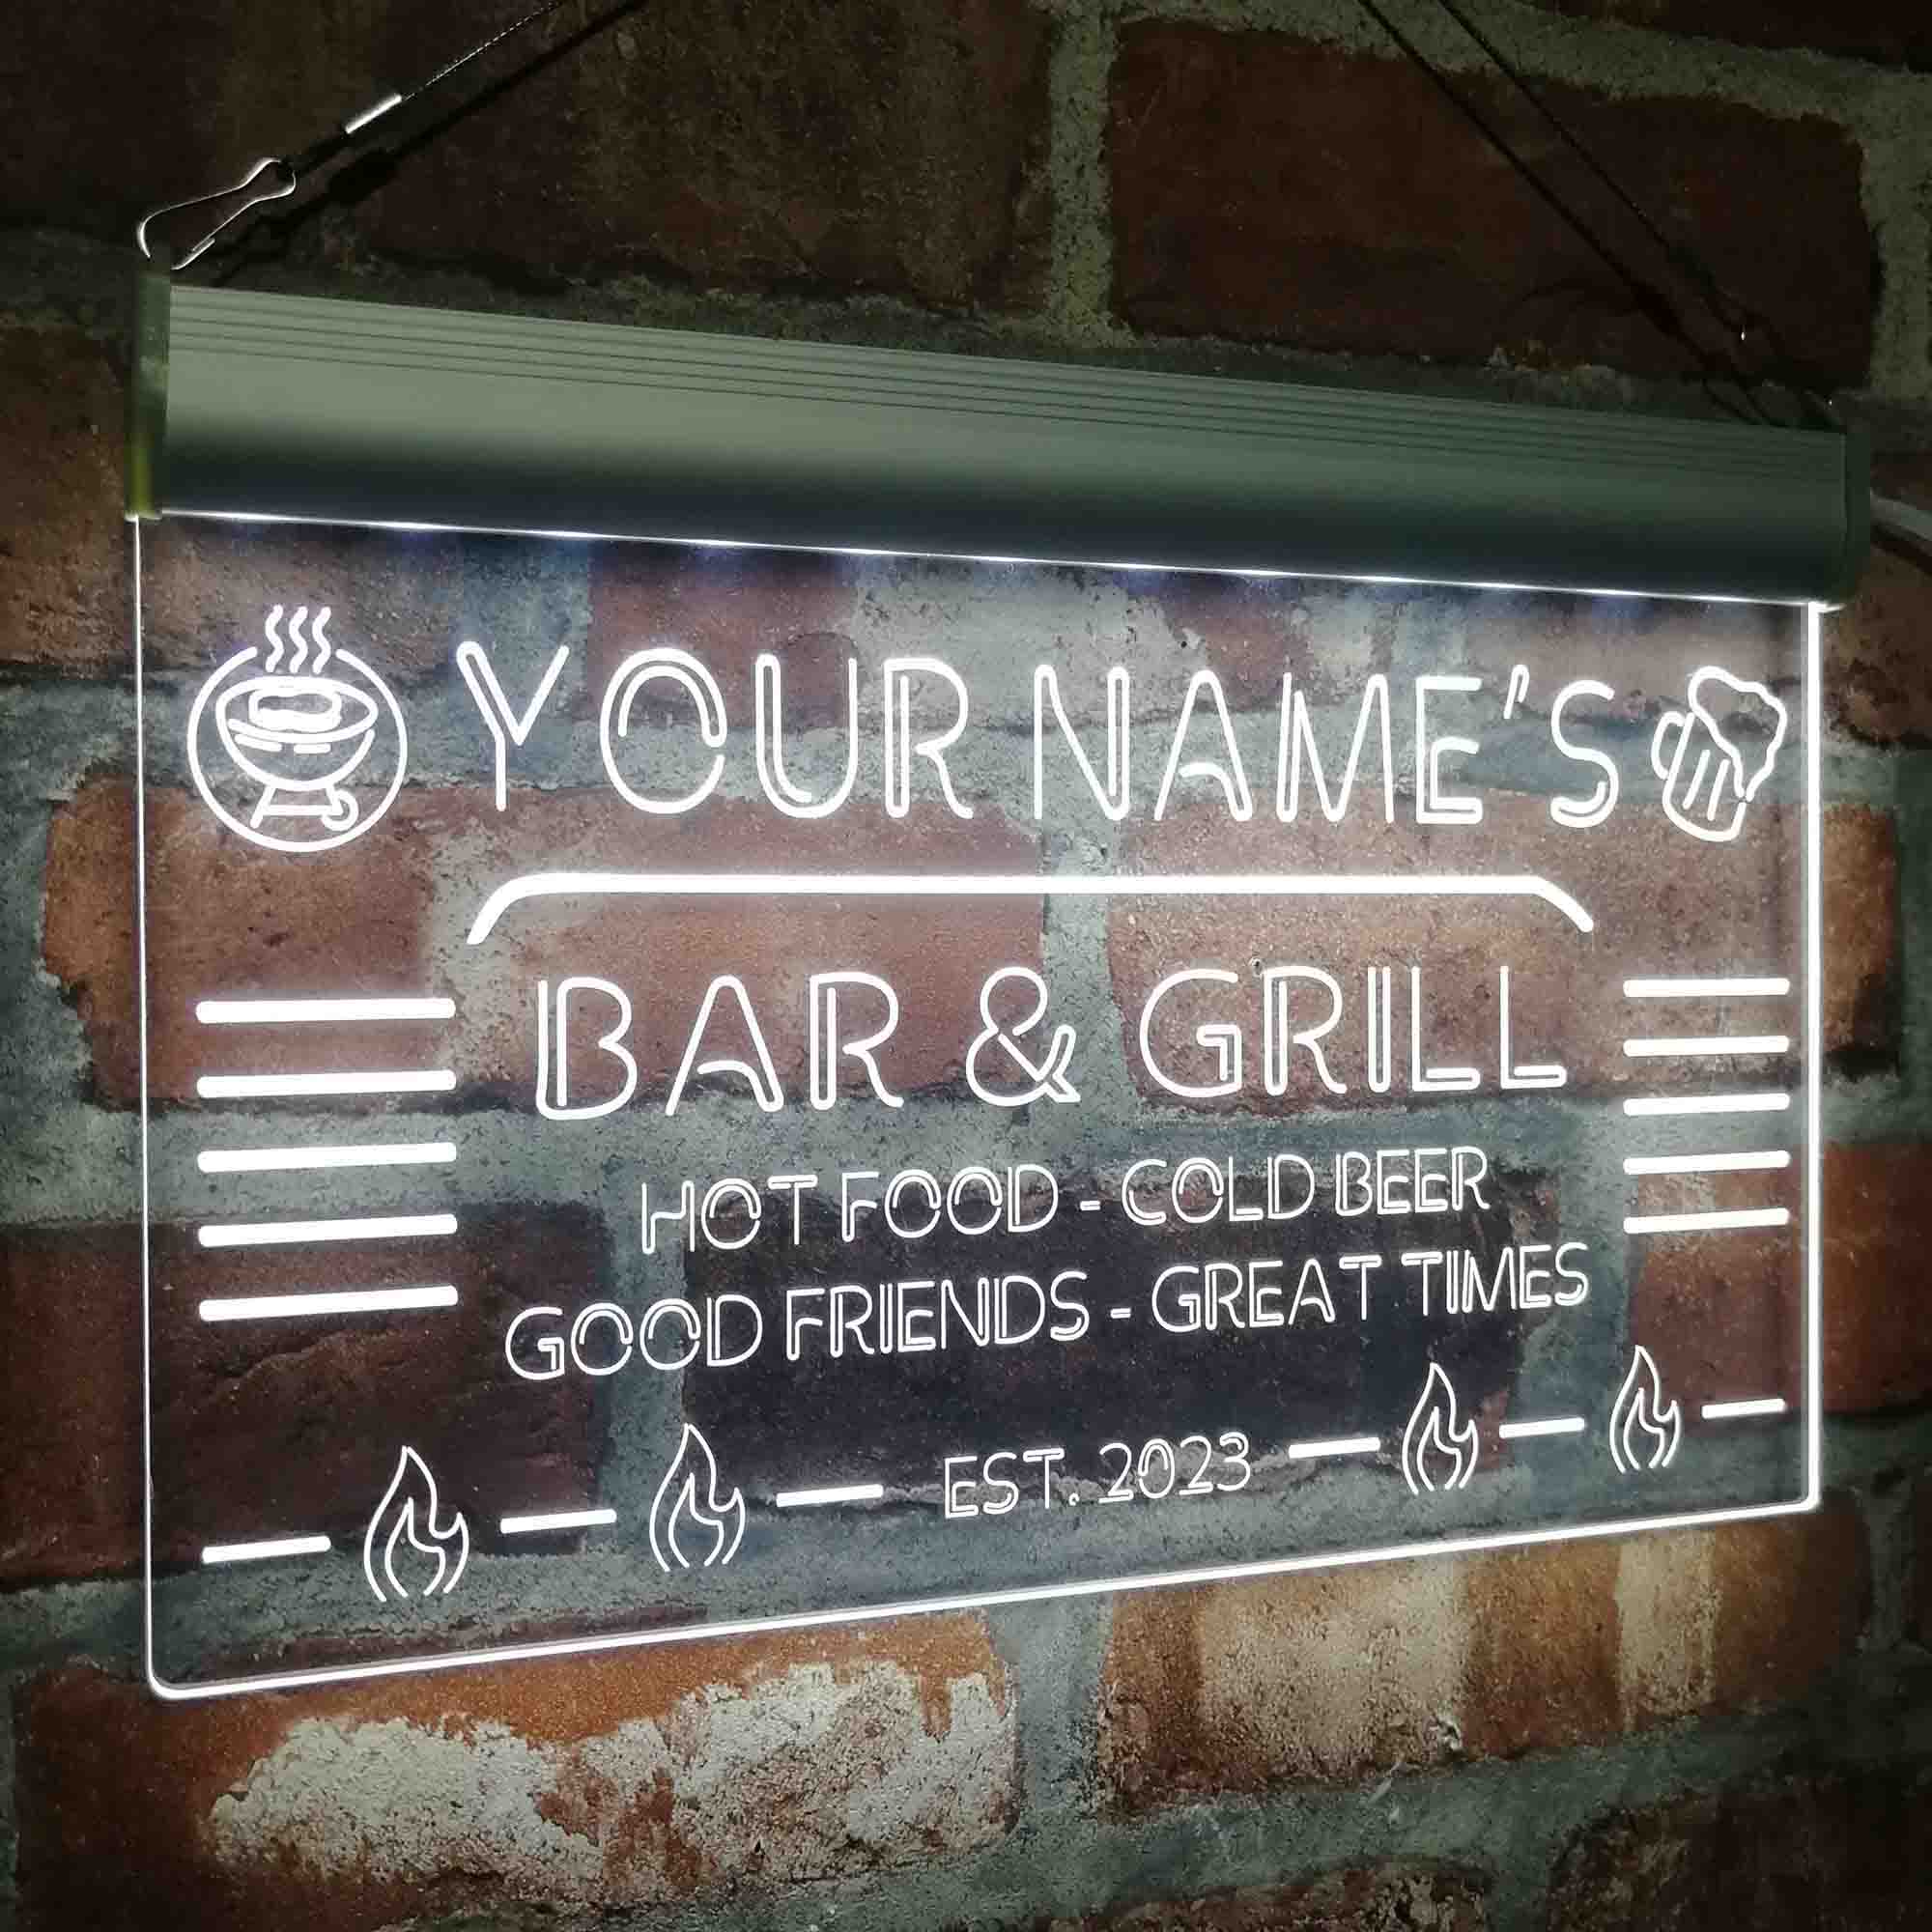 YOUR NAME'S
BAR & GRILL
HOT FOOD - COLD BEER
GOOD FRIENDS - GREAT TIMES
EST. 2023